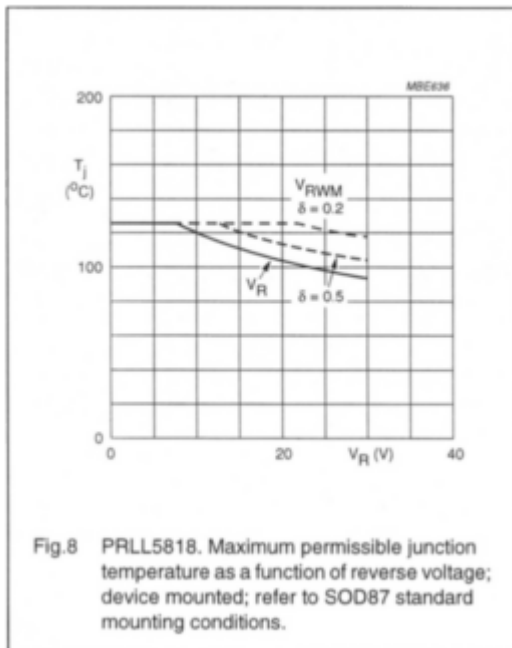 MBE636
200
Tj
(°C)
VRWM
δ = 0.2
100
VR
δ = 0.5
0
0
20
VR (V)
40
Fig.8 PRLL5818. Maximum permissible junction
temperature as a function of reverse voltage;
device mounted; refer to SOD87 standard
mounting conditions.